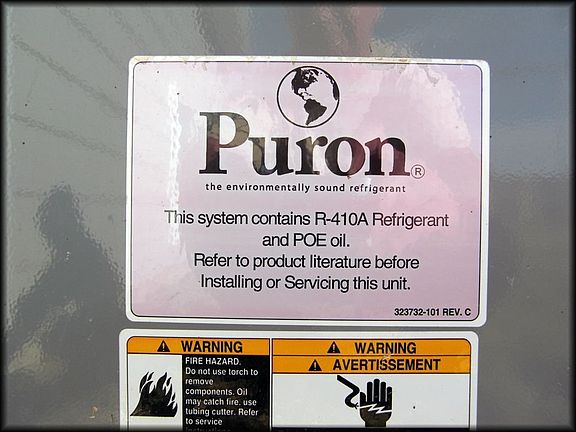 Puron®
the environmentally sound refrigerant
This system contains R-410A Refrigerant
and POE oil.
Refer to product literature before
Installing or Servicing this unit.
323732-101 REV. C
WARNING
FIRE HAZARD.
Do not use torch to
remove
components. Oil
may catch fire. use
tubing cutter. Refer
to service
WARNING
AVERTISSEMENT